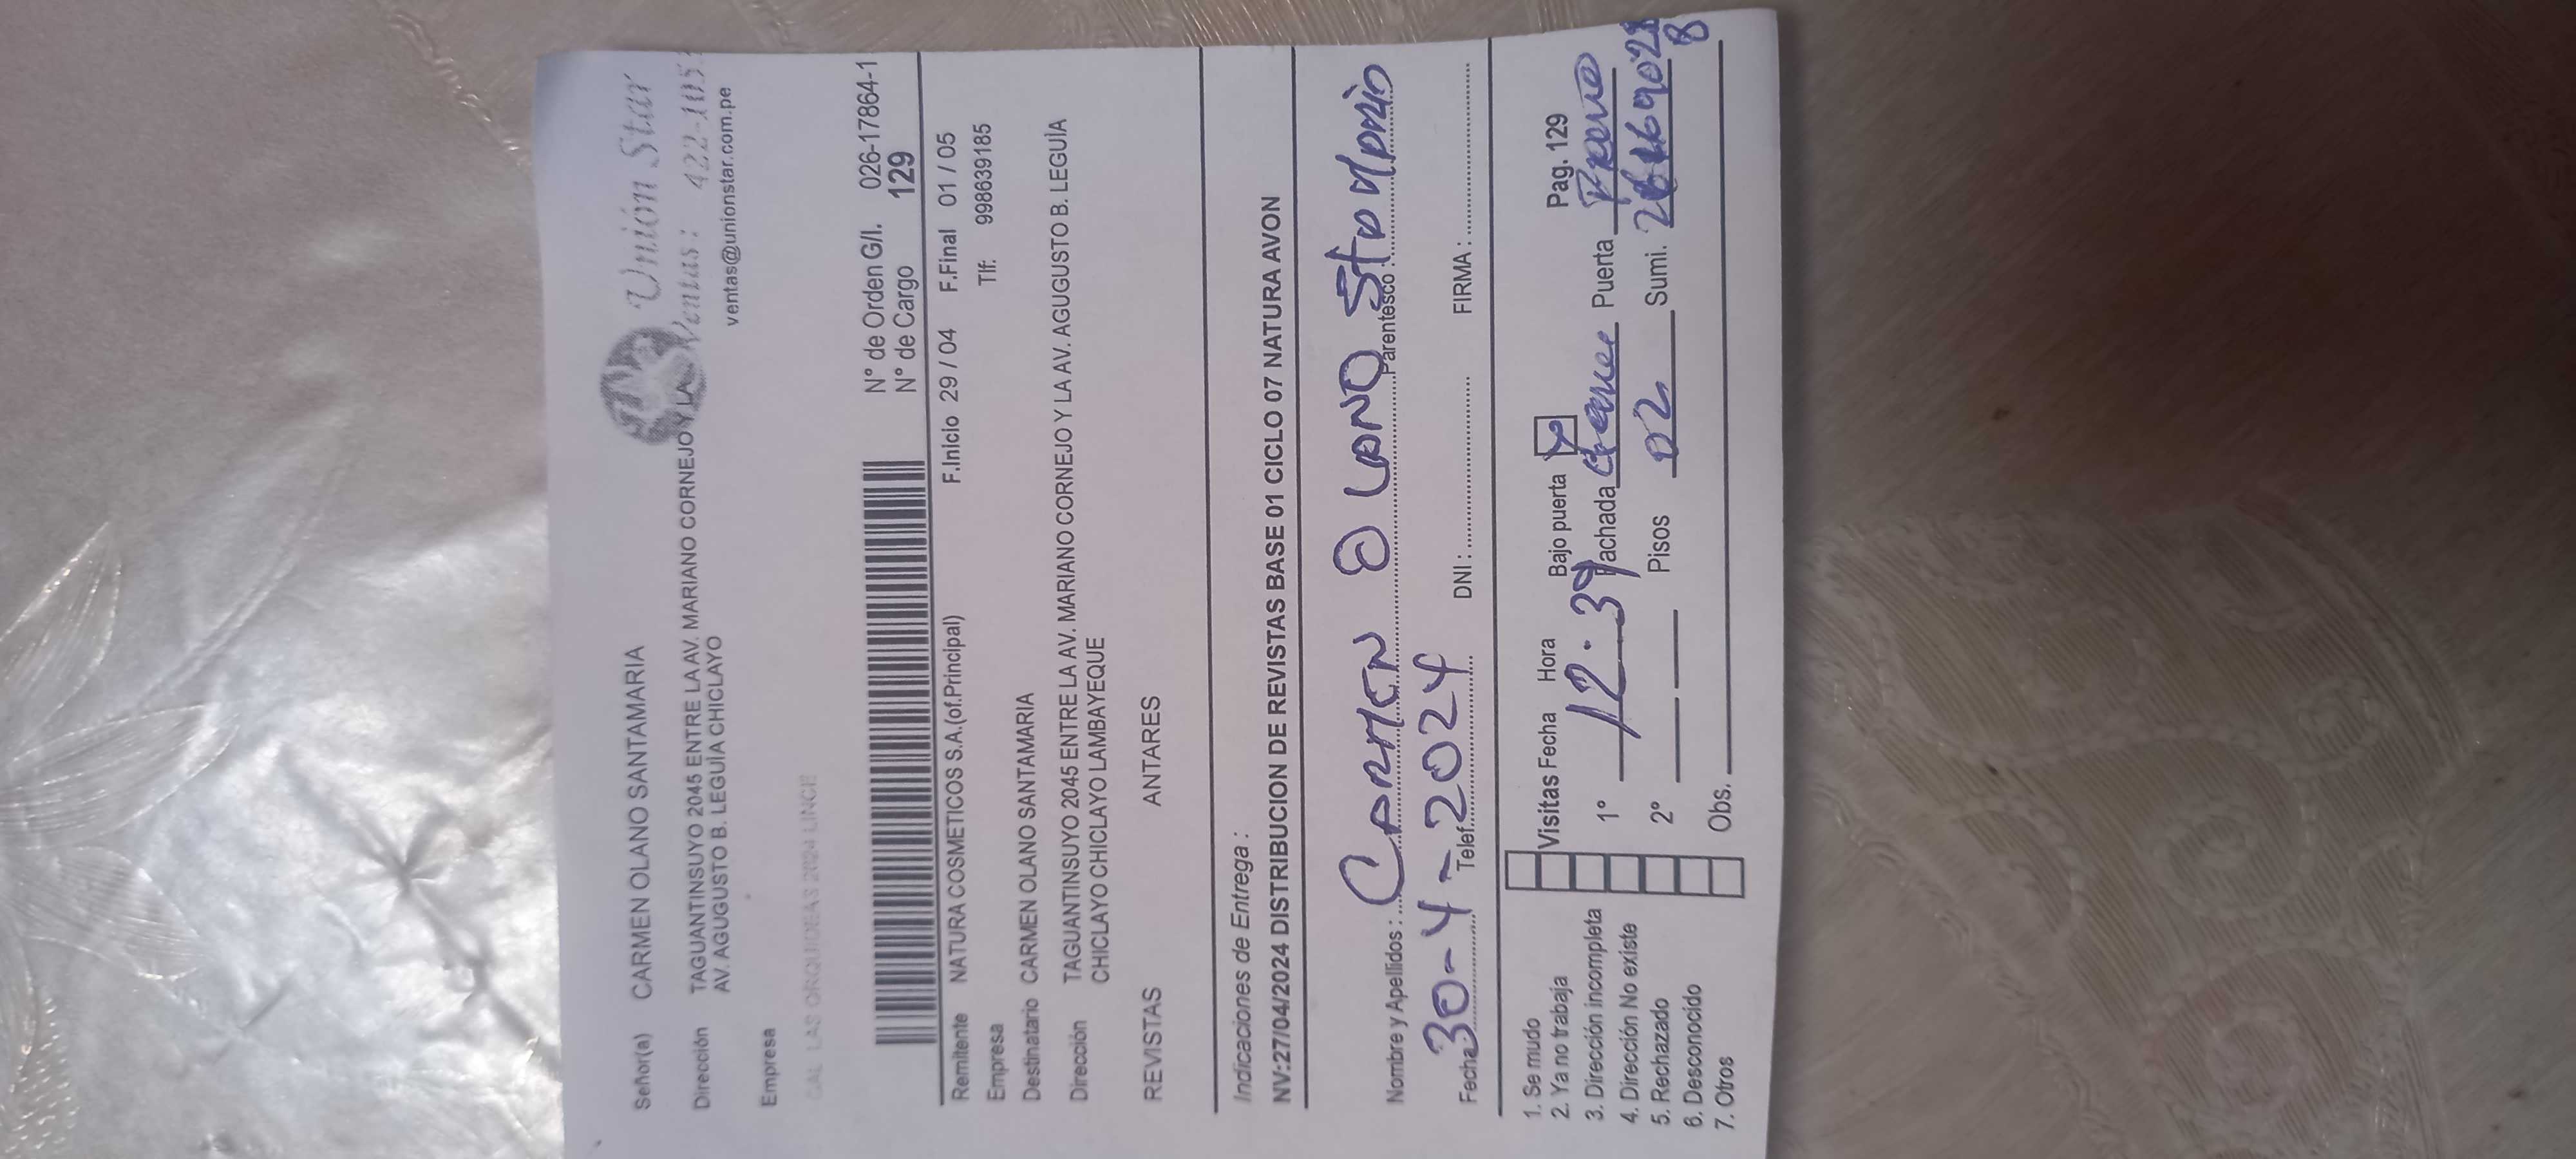 Unión Star
Ventas: 422-105
ventas@unionstar.com.pe
Señor(a) CARMEN OLANO SANTAMARIA
Dirección TAGUANTINSUYO 2045 ENTRE LA AV. MARIANO CORNEJO Y LA
AV. AGUGUSTO B. LEGUÍA CHICLAYO
Empresa
CAL LAS ORQUIDEAS 2924 LINCE
N° de Orden G/I. 026-17864-1
N° de Cargo 129
F.Inicio 29 / 04 F.Final 01 / 05
Remitente NATURA COSMETICOS S.A.(of.Principal)
Empresa Tlf: 998639185
Destinatario CARMEN OLANO SANTAMARIA
Dirección TAGUANTINSUYO 2045 ENTRE LA AV. MARIANO CORNEJO Y LA AV. AGUGUSTO B. LEGUÍA
CHICLAYO CHICLAYO LAMBAYEQUE
REVISTAS ANTARES
Indicaciones de Entrega :
NV:27/04/2024 DISTRIBUCION DE REVISTAS BASE 01 CICLO 07 NATURA AVON
Nombre y Apellidos : CARMEN OLANO Parentesco :
Fecha 30-4-2024 Telef. DNI : FIRMA :
1. Se mudo
2. Ya no trabaja
3. Dirección incompleta
4. Dirección No existe
5. Rechazado
6. Desconocido
7. Otros
Visitas Fecha Hora Bajo puerta Pag. 129
1° 12:39 Fachada Puerta
2° Pisos 02 Sumi.
Obs.